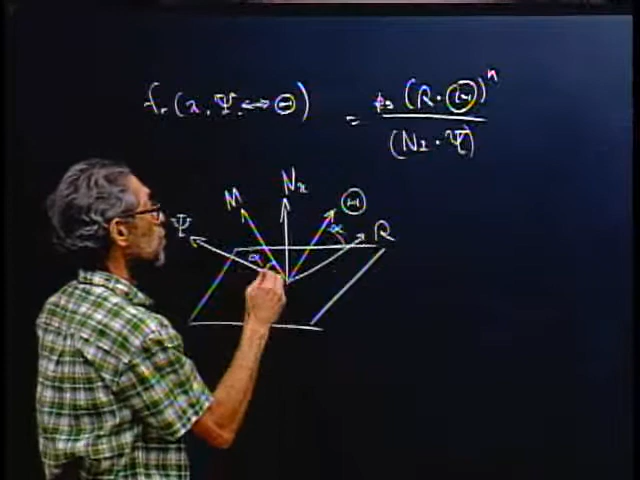 fr (x, Ψ ↔ Θ) = ks (R · Θ)^n / (Nx · Ψ)
M Nx Θ
Ψ α R
α